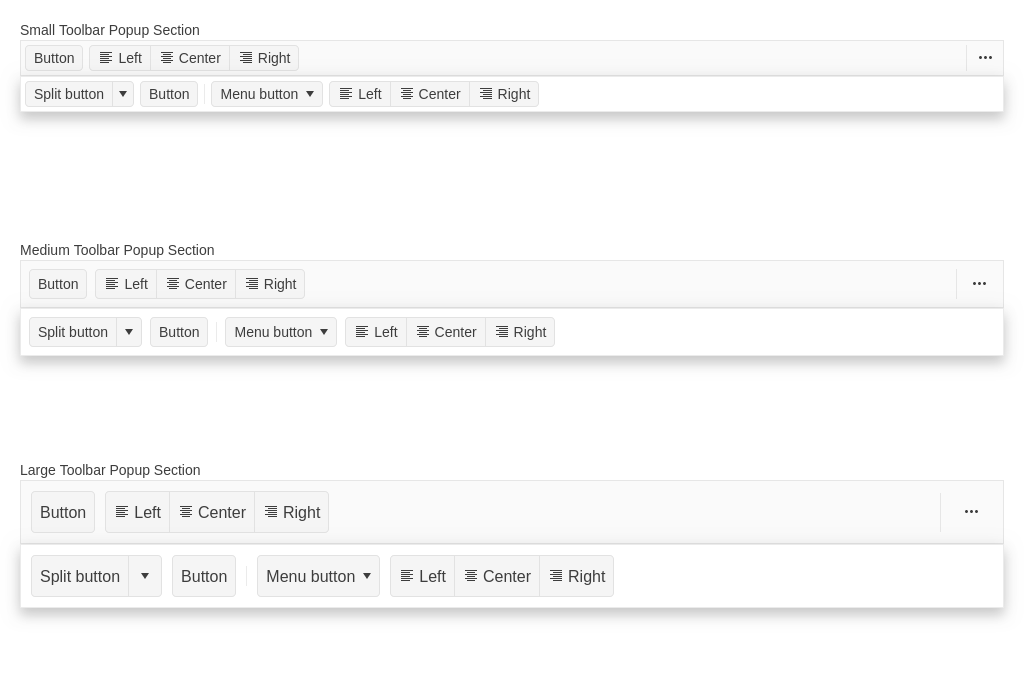 Small Toolbar Popup Section
Button Left Center Right
Split button Button Menu button Left Center Right
Medium Toolbar Popup Section
Button Left Center Right
Split button Button Menu button Left Center Right
Large Toolbar Popup Section
Button Left Center Right
Split button Button Menu button Left Center Right